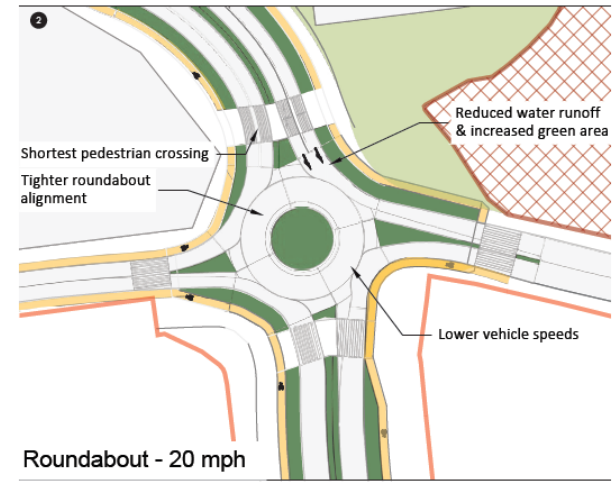 2
Reduced water runoff
& increased green area
Shortest pedestrian crossing
Tighter roundabout
alignment
Lower vehicle speeds
Roundabout - 20 mph